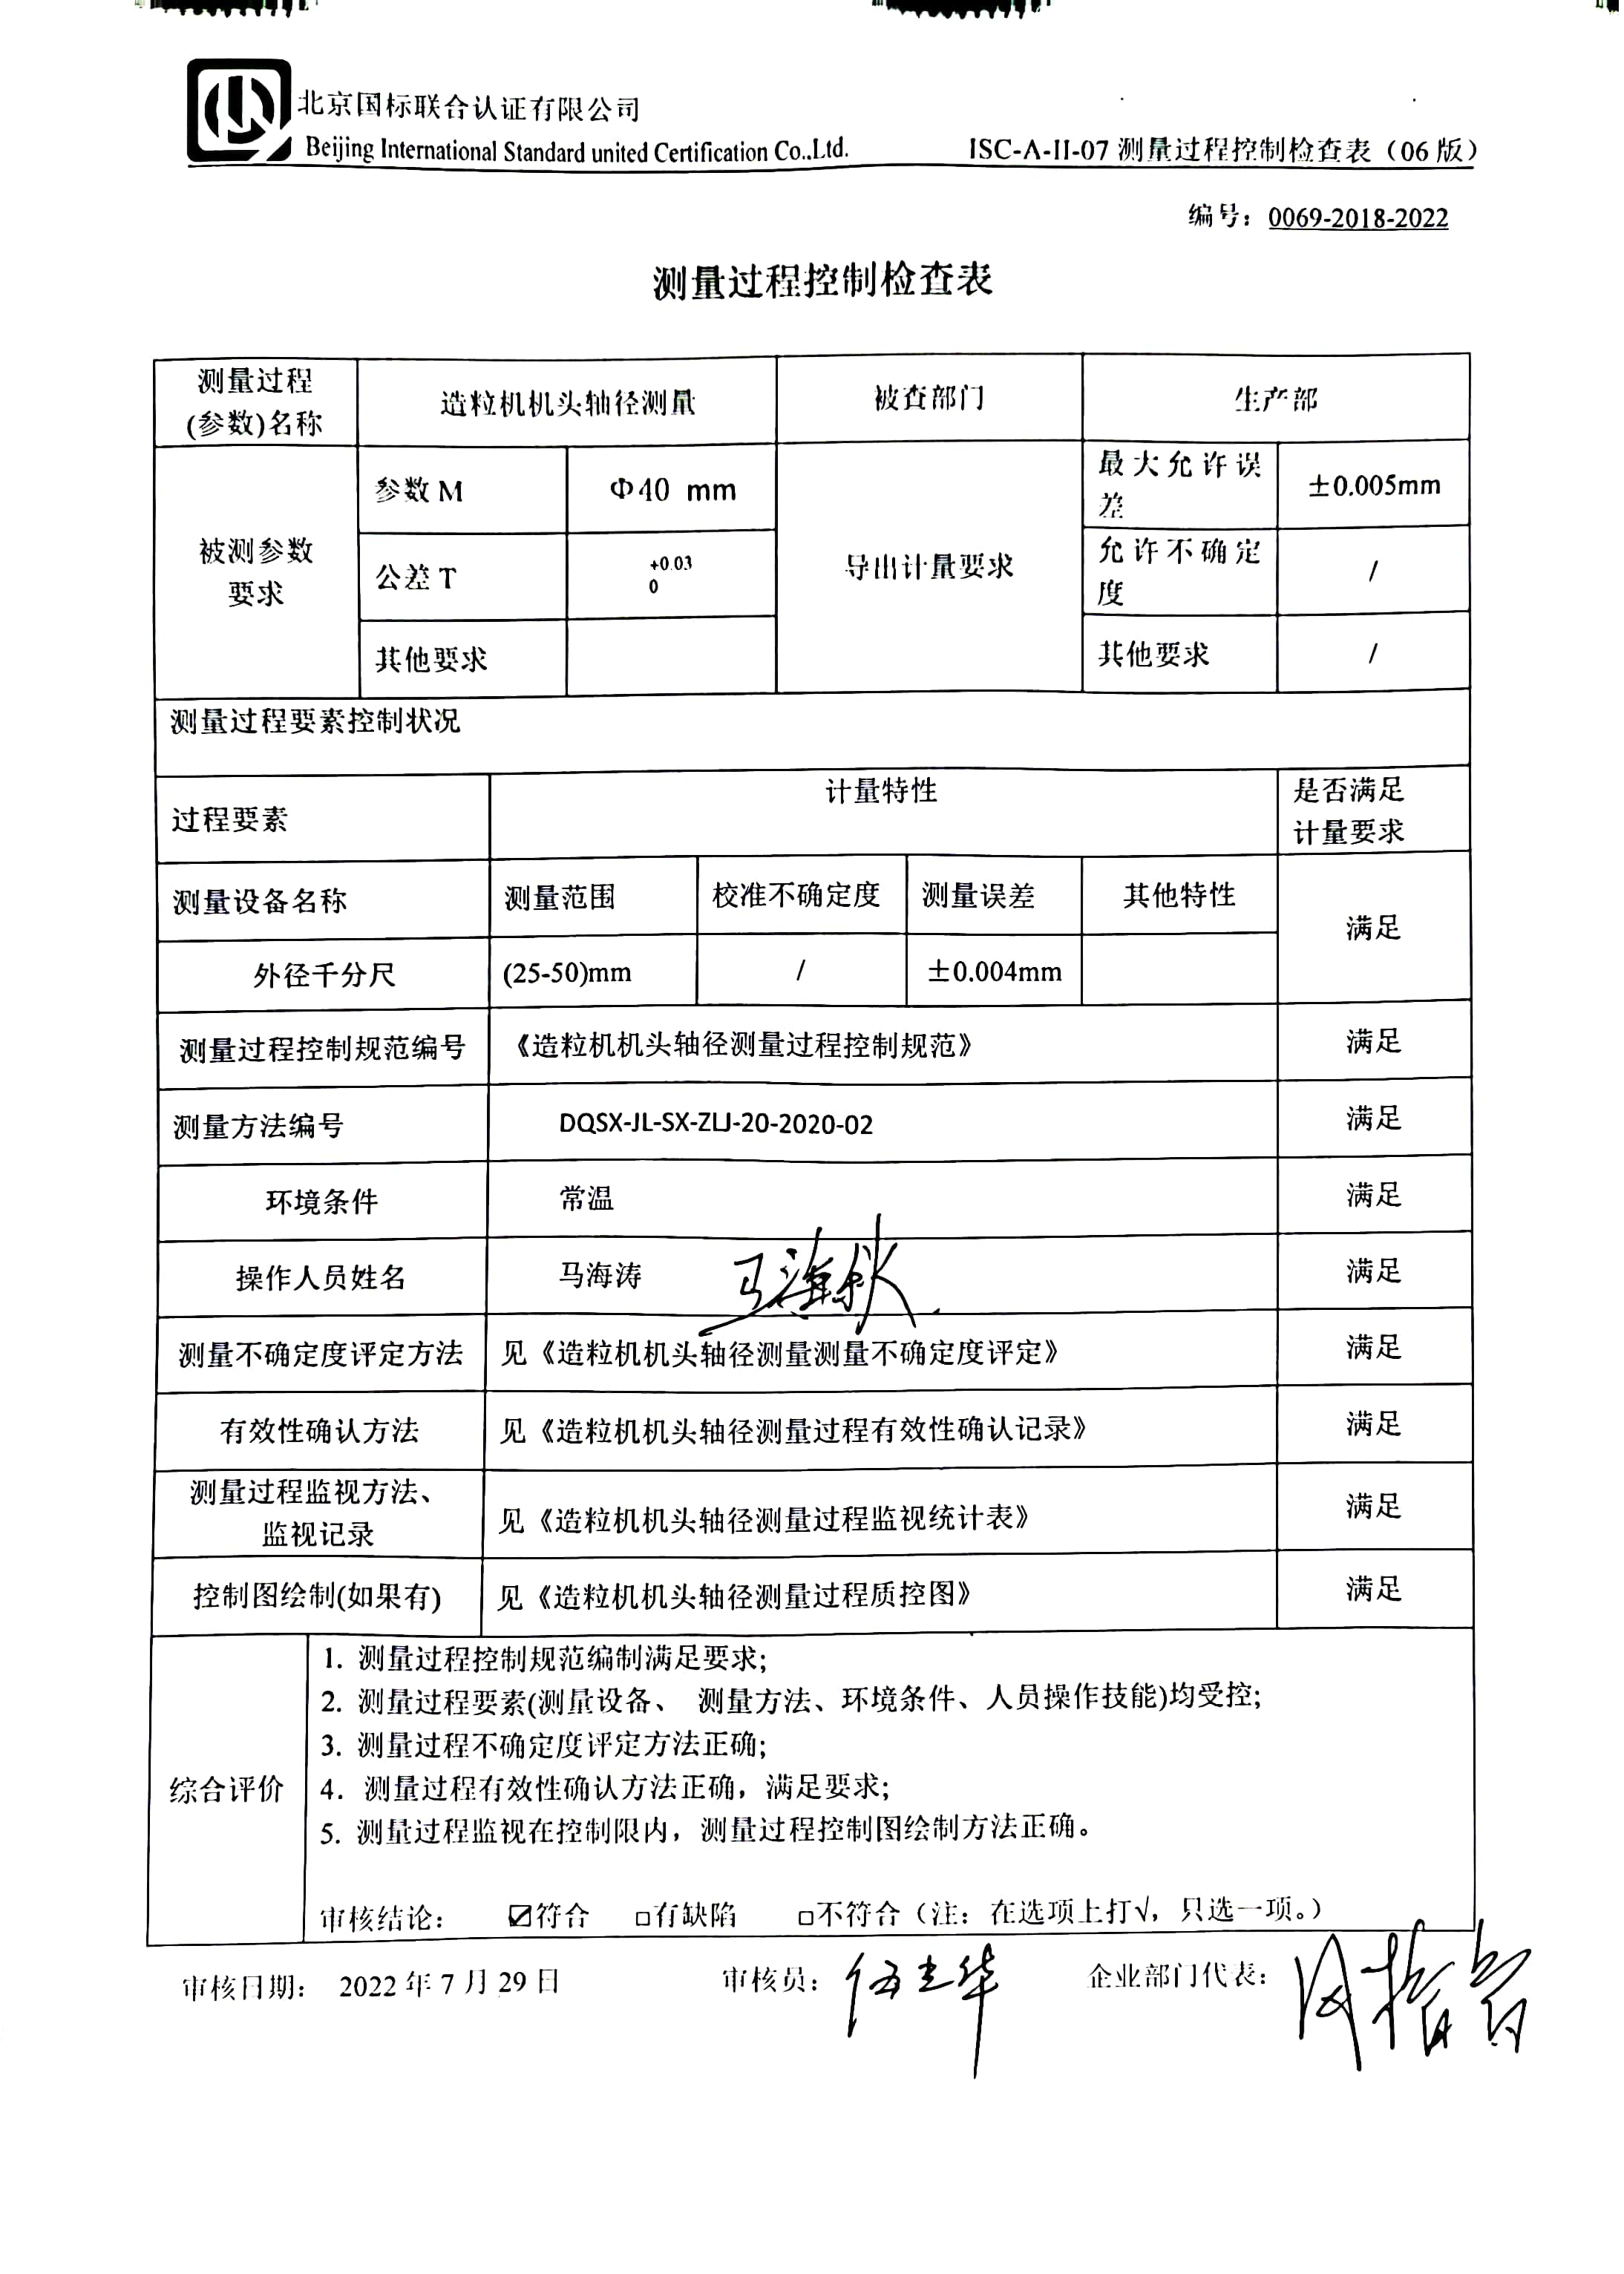 北京国标联合认证有限公司
Beijing International Standard united Certification Co.,Ltd. ISC-A-II-07 测量过程控制检查表（06 版）
编号：0069-2018-2022
测量过程控制检查表
测量过程
(参数)名称
造粒机机头轴径测量
被查部门
生产部
被测参数
要求
参数 M
Φ40 mm
导出计量要求
最大允许误
差
±0.005mm
公差 T
+0.03
0
允许不确定
度
/
其他要求
其他要求
/
测量过程要素控制状况
过程要素
计量特性
是否满足
计量要求
测量设备名称
测量范围
校准不确定度
测量误差
其他特性
满足
外径千分尺
(25-50)mm
/
±0.004mm
测量过程控制规范编号
《造粒机机头轴径测量过程控制规范》
满足
测量方法编号
DQSX-JL-SX-ZLJ-20-2020-02
满足
环境条件
常温
满足
操作人员姓名
马海涛
满足
测量不确定度评定方法
见《造粒机机头轴径测量测量不确定度评定》
满足
有效性确认方法
见《造粒机机头轴径测量过程有效性确认记录》
满足
测量过程监视方法、
监视记录
见《造粒机机头轴径测量过程监视统计表》
满足
控制图绘制(如果有)
见《造粒机机头轴径测量过程质控图》
满足
综合评价
1. 测量过程控制规范编制满足要求;
2. 测量过程要素(测量设备、 测量方法、环境条件、人员操作技能)均受控;
3. 测量过程不确定度评定方法正确;
4. 测量过程有效性确认方法正确，满足要求;
5. 测量过程监视在控制限内，测量过程控制图绘制方法正确。
审核结论： ☑符合 □有缺陷 □不符合（注：在选项上打√，只选一项。）
审核日期： 2022 年 7 月 29 日 审核员： 企业部门代表：